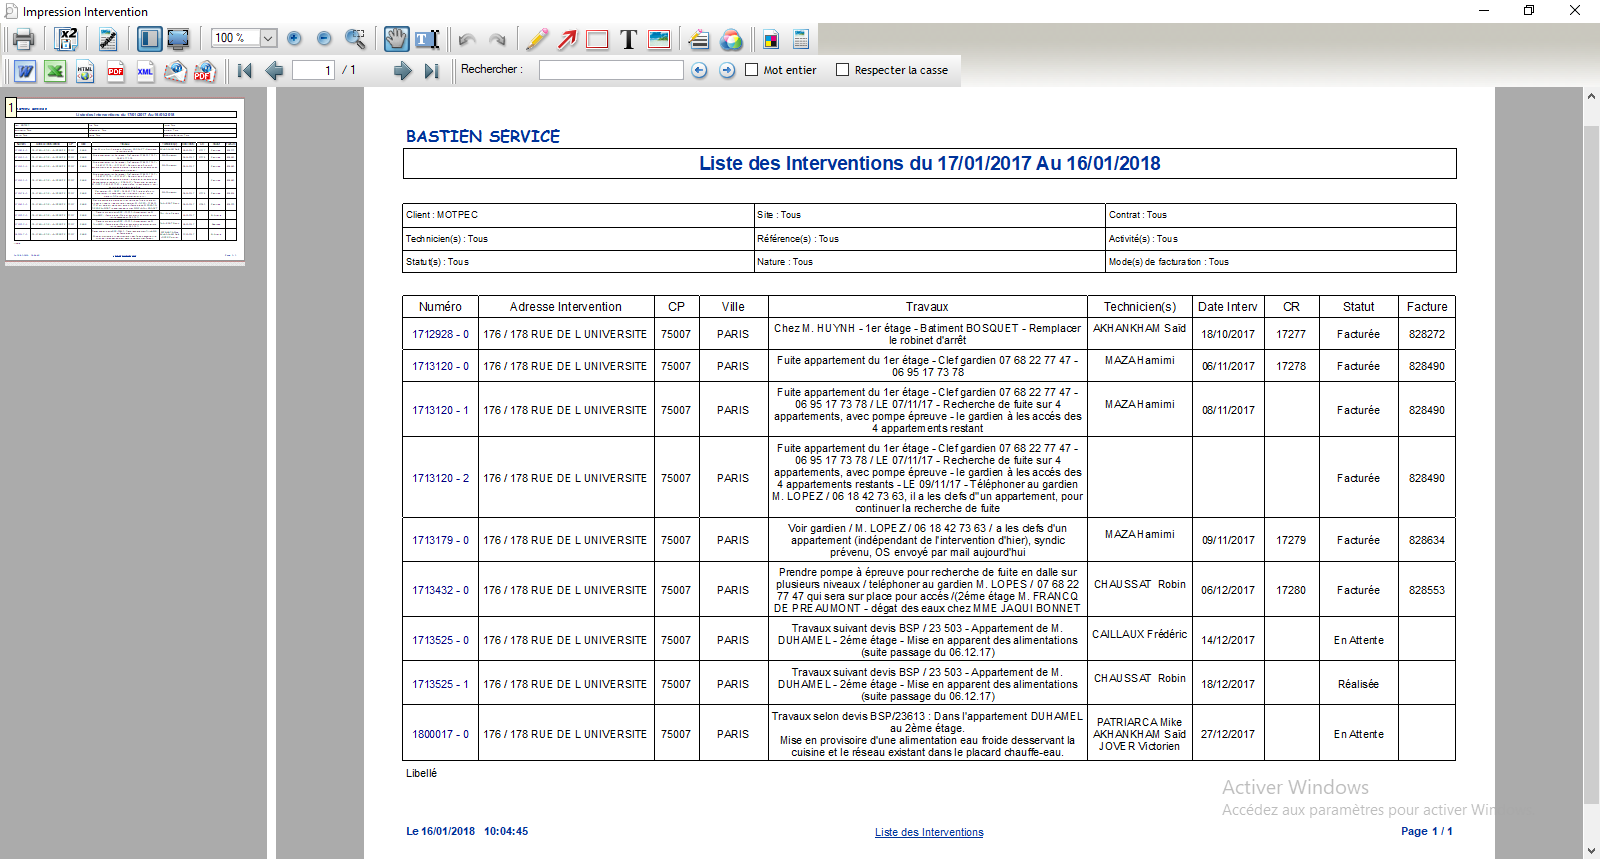 Impression Intervention
100 %
X2
T
T
W
HTML
PDF
XML
PDF
1 / 1
Rechercher :
Mot entier
Respecter la casse
1
BASTIEN SERVICE
Liste des Interventions du 17/01/2017 Au 16/01/2018
Client : MOTPEC Site : Tous Contrat : Tous
Technicien(s) : Tous Référence(s) : Tous Activité(s) : Tous
Statut(s) : Tous Nature : Tous Mode(s) de facturation : Tous
Numéro Adresse Intervention CP Ville Travaux Technicien(s) Date Interv CR Statut Facture
1712928 - 0 176 / 178 RUE DE L UNIVERSITE 75007 PARIS Chez M. HUYNH - 1er étage - Batiment BOSQUET - Remplacer AKHANKHAM Saïd 18/10/2017 17277 Facturée 828272
le robinet d'arrêt
1713120 - 0 176 / 178 RUE DE L UNIVERSITE 75007 PARIS Fuite appartement du 1er étage - Clef gardien 07 68 22 77 47 - MAZA Hamimi 06/11/2017 17278 Facturée 828490
06 95 17 73 78
1713120 - 1 176 / 178 RUE DE L UNIVERSITE 75007 PARIS Fuite appartement du 1er étage - Clef gardien 07 68 22 77 47 - MAZA Hamimi 08/11/2017 Facturée 828490
06 95 17 73 78 / LE 07/11/17 - Recherche de fuite sur 4
appartements, avec pompe épreuve - le gardien à les accés des
4 appartements restant
1713120 - 2 176 / 178 RUE DE L UNIVERSITE 75007 PARIS Fuite appartement du 1er étage - Clef gardien 07 68 22 77 47 - Facturée 828490
06 95 17 73 78 / LE 07/11/17 - Recherche de fuite sur 4
appartements, avec pompe épreuve - le gardien à les accés des
4 appartements restants - LE 09/11/17 - Téléphoner au gardien
M. LOPEZ / 06 18 42 73 63, il a les clefs d''un appartement, pour
continuer la recherche de fuite
1713179 - 0 176 / 178 RUE DE L UNIVERSITE 75007 PARIS Voir gardien / M. LOPEZ / 06 18 42 73 63 / a les clefs d'un MAZA Hamimi 09/11/2017 17279 Facturée 828634
appartement (indépendant de l'intervention d'hier), syndic
prévenu, OS envoyé par mail aujourd'hui
1713432 - 0 176 / 178 RUE DE L UNIVERSITE 75007 PARIS Prendre pompe à épreuve pour recherche de fuite en dalle sur CHAUSSAT Robin 06/12/2017 17280 Facturée 828553
plusieurs niveaux / teléphoner au gardien M. LOPES / 07 68 22
77 47 qui sera sur place pour accés /(2éme étage M. FRANCQ
DE PREAUMONT - dégat des eaux chez MME JAQUI BONNET
1713525 - 0 176 / 178 RUE DE L UNIVERSITE 75007 PARIS Travaux suivant devis BSP / 23 503 - Appartement de M. CAILLAUX Frédéric 14/12/2017 En Attente
DUHAMEL - 2éme étage - Mise en apparent des alimentations
(suite passage du 06.12.17)
1713525 - 1 176 / 178 RUE DE L UNIVERSITE 75007 PARIS Travaux suivant devis BSP / 23 503 - Appartement de M. CHAUSSAT Robin 18/12/2017 Réalisée
DUHAMEL - 2éme étage - Mise en apparent des alimentations
(suite passage du 06.12.17)
1800017 - 0 176 / 178 RUE DE L UNIVERSITE 75007 PARIS Travaux selon devis BSP/23613 : Dans l'appartement DUHAMEL PATRIARCA Mike 27/12/2017 En Attente
au 2ème étage. AKHANKHAM Saïd
Mise en provisoire d'une alimentation eau froide desservant la JOVER Victorien
cuisine et le réseau existant dans le placard chauffe-eau.
Libellé
Activer Windows
Accédez aux paramètres pour activer Win
Le 16/01/2018 10:04:45 Liste des Interventions Page 1 / 1